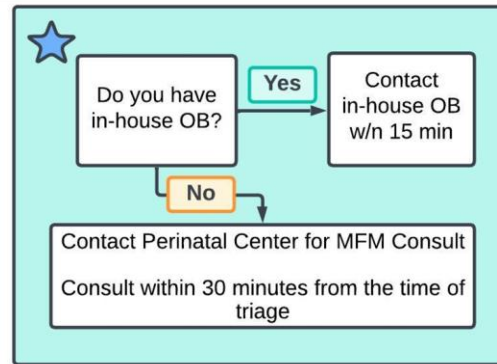 Do you have
in-house OB?
Yes
Contact
in-house OB
w/n 15 min
No
Contact Perinatal Center for MFM Consult
Consult within 30 minutes from the time of
triage